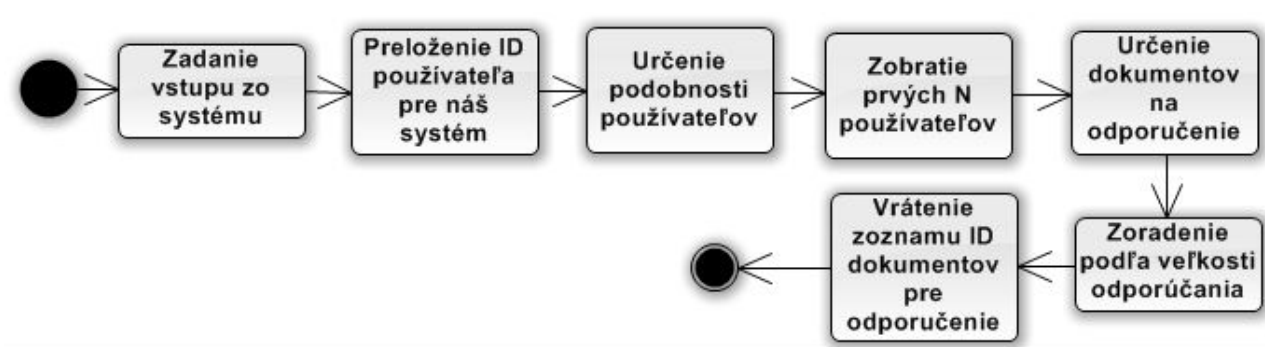 Zadanie
vstupu zo
systému
Preloženie ID
používateľa
pre náš
systém
Určenie
podobnosti
používateľov
Zobratie
prvých N
používateľov
Určenie
dokumentov
na
odporučenie
Zoradenie
podľa veľkosti
odporúčania
Vrátenie
zoznamu ID
dokumentov
pre
odporučenie